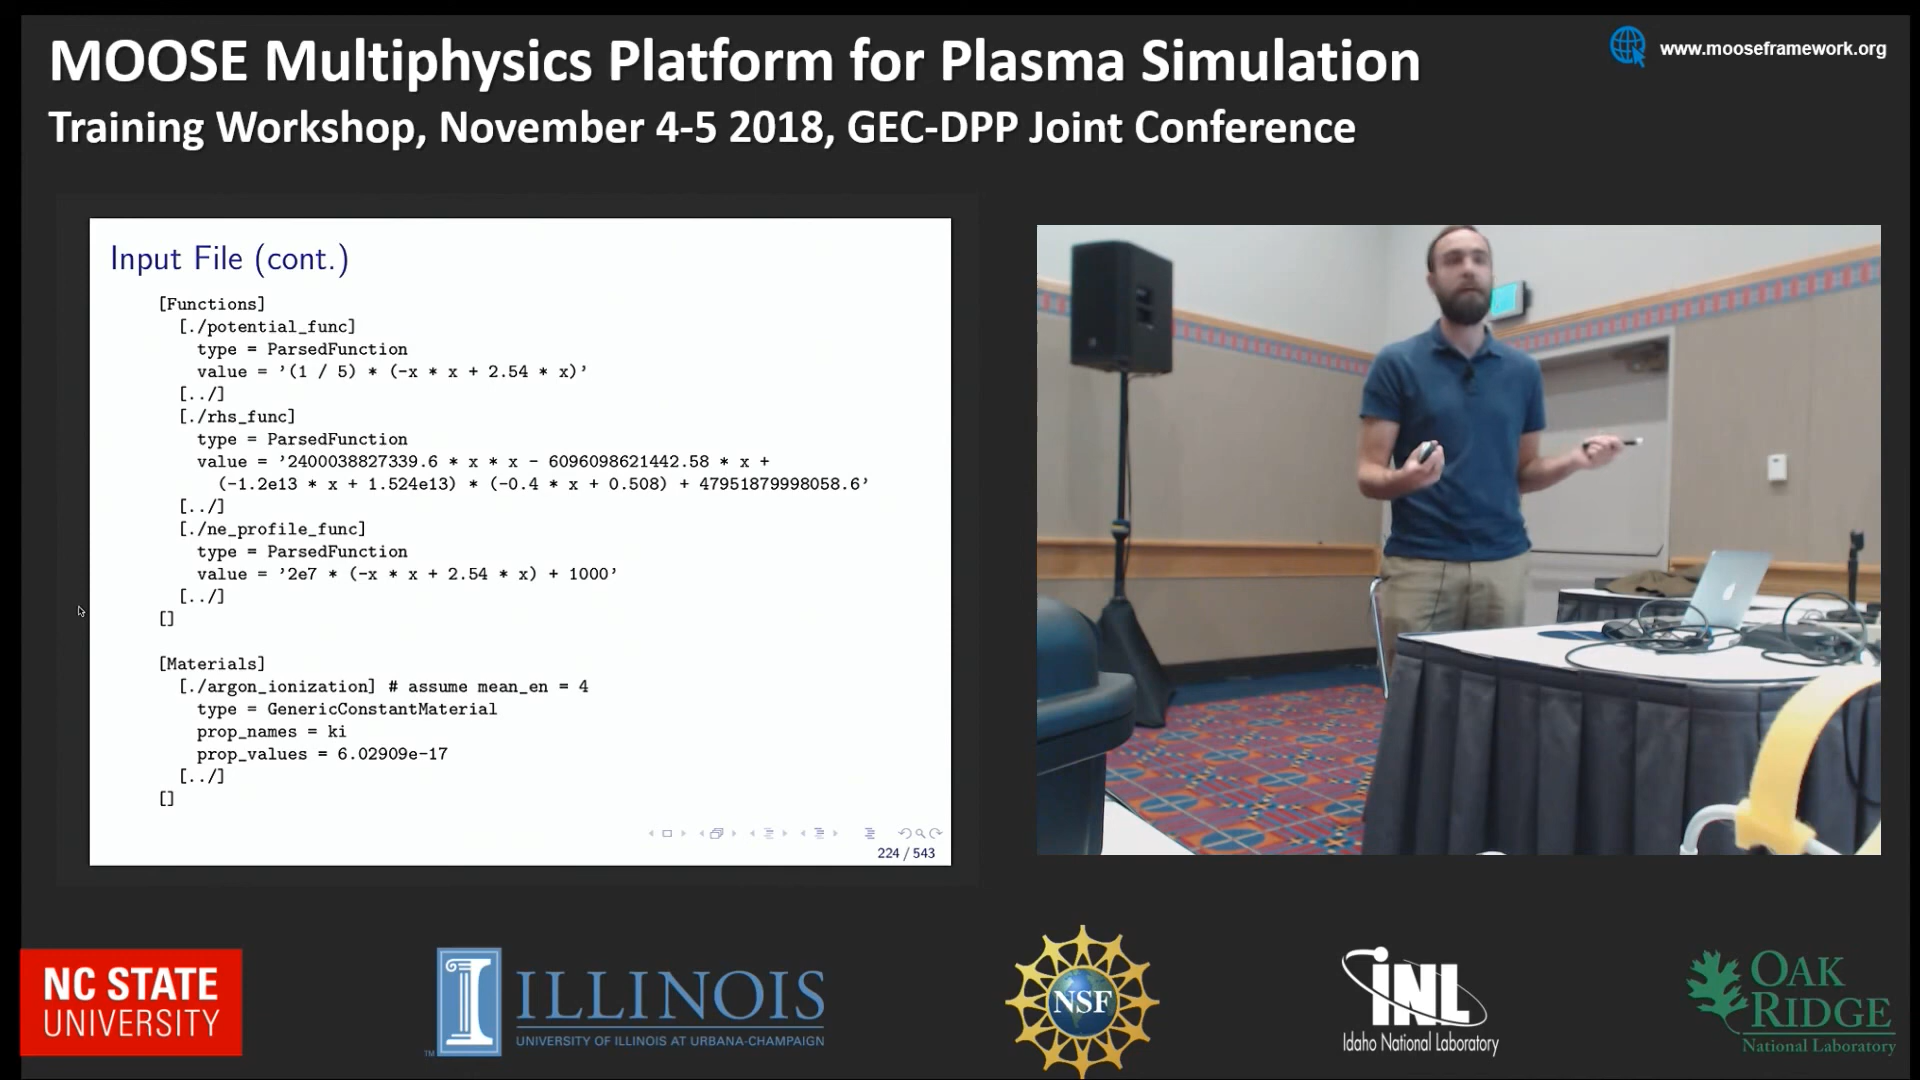 MOOSE Multiphysics Platform for Plasma Simulation
www.mooseframework.org
Training Workshop, November 4-5 2018, GEC-DPP Joint Conference
Input File (cont.)
[Functions]
[./potential_func]
type = ParsedFunction
value = '(1 / 5) * (-x * x + 2.54 * x)'
[../]
[./rhs_func]
type = ParsedFunction
value = '2400038827339.6 * x * x - 6096098621442.58 * x +
(-1.2e13 * x + 1.524e13) * (-0.4 * x + 0.508) + 47951879998058.6'
[../]
[./ne_profile_func]
type = ParsedFunction
value = '2e7 * (-x * x + 2.54 * x) + 1000'
[../]
[]
[Materials]
[./argon_ionization] # assume mean_en = 4
type = GenericConstantMaterial
prop_names = ki
prop_values = 6.02909e-17
[../]
[]
224 / 543
NC STATE
UNIVERSITY
ILLINOIS
UNIVERSITY OF ILLINOIS AT URBANA-CHAMPAIGN
TM
NSF
INL
Idaho National Laboratory
OAK
RIDGE
National Laboratory